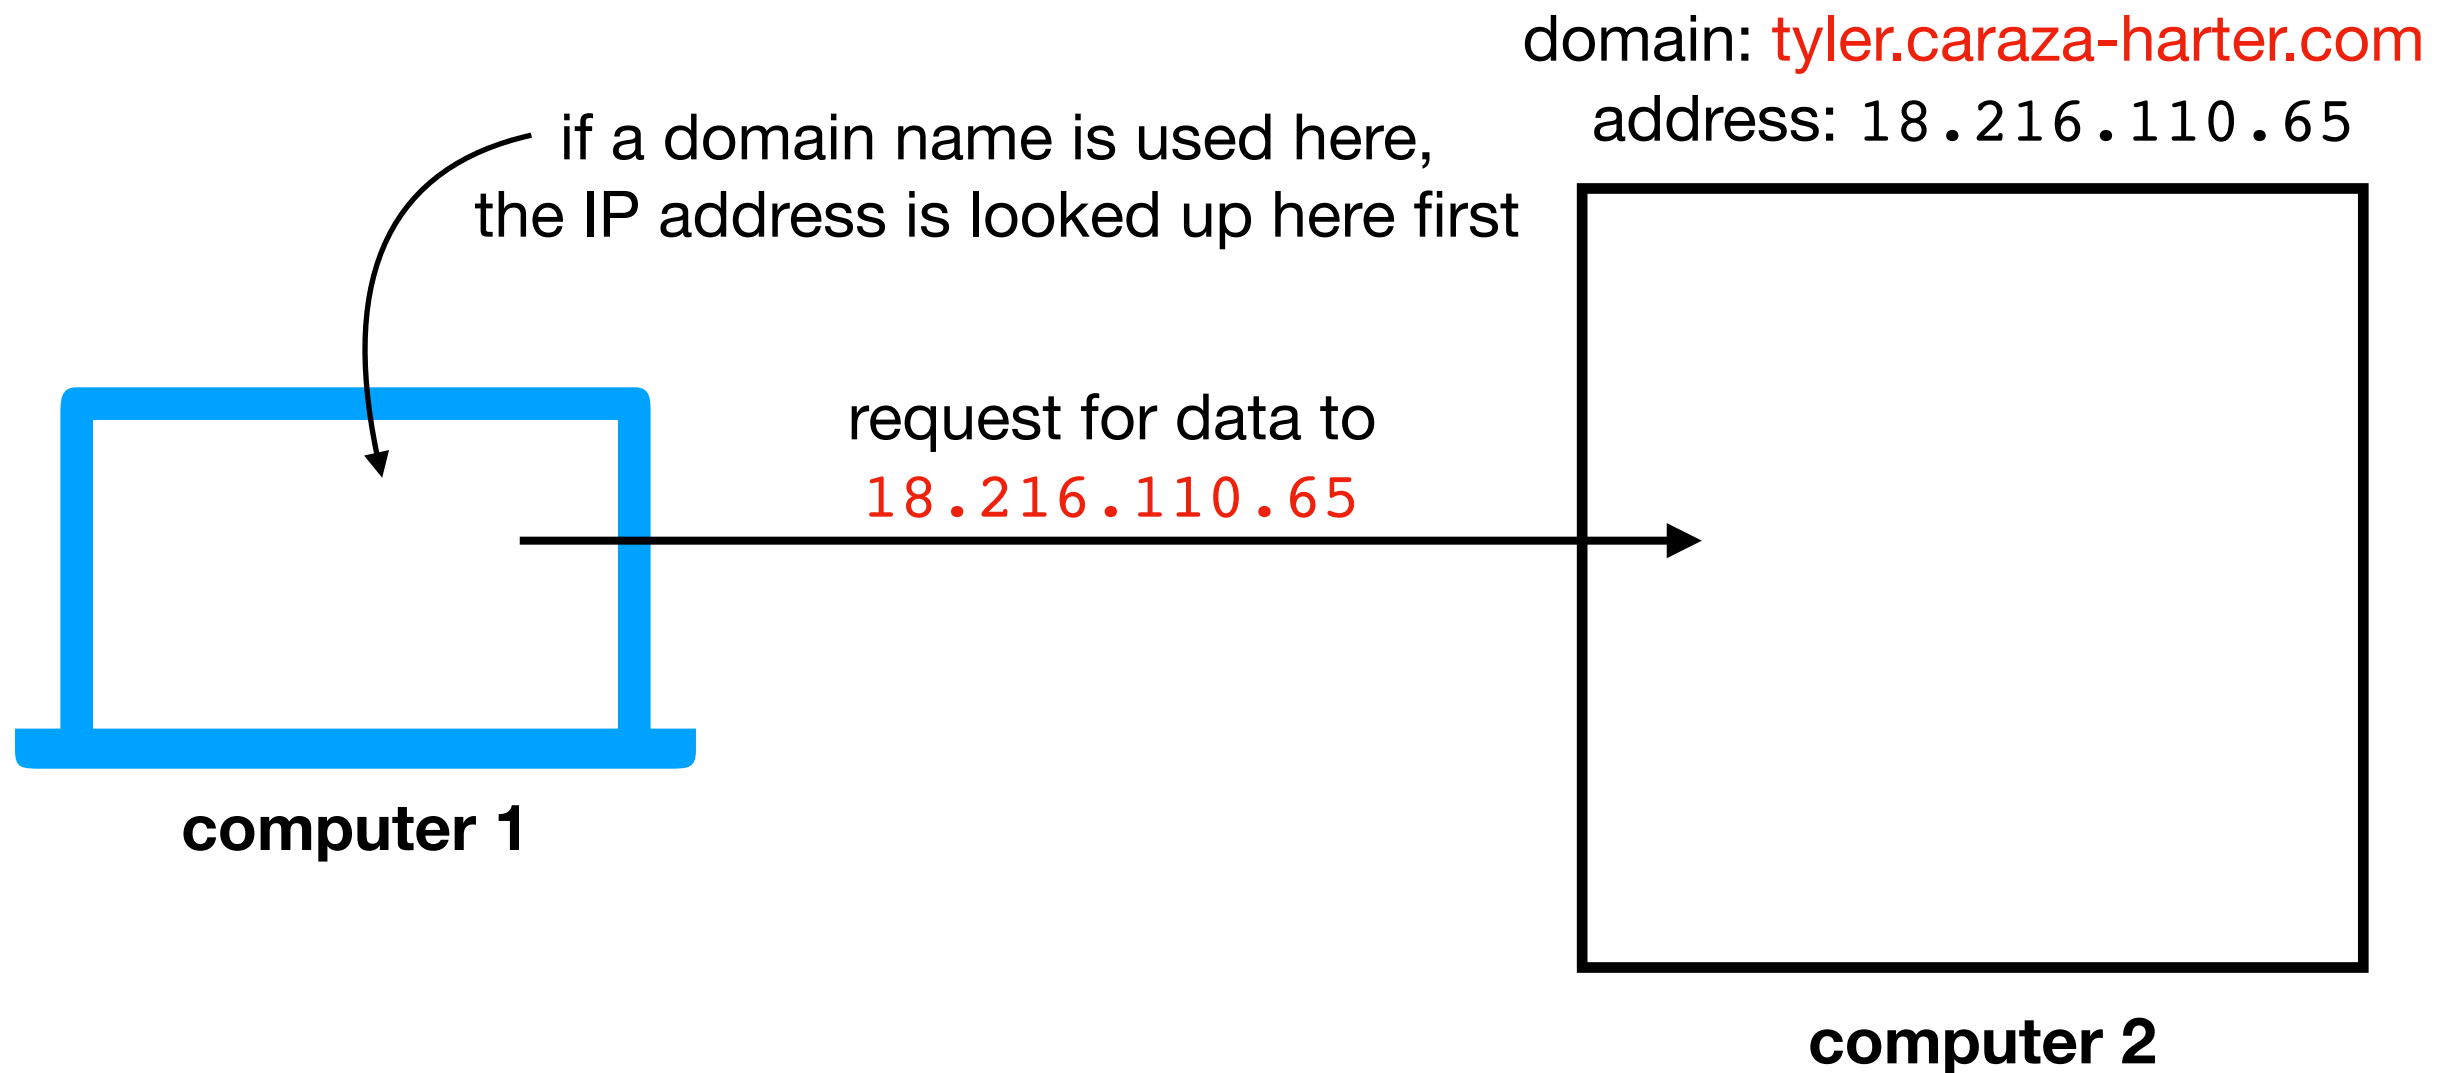 domain: tyler.caraza-harter.com
address: 18.216.110.65
if a domain name is used here,
the IP address is looked up here first
request for data to
18.216.110.65
computer 1
computer 2